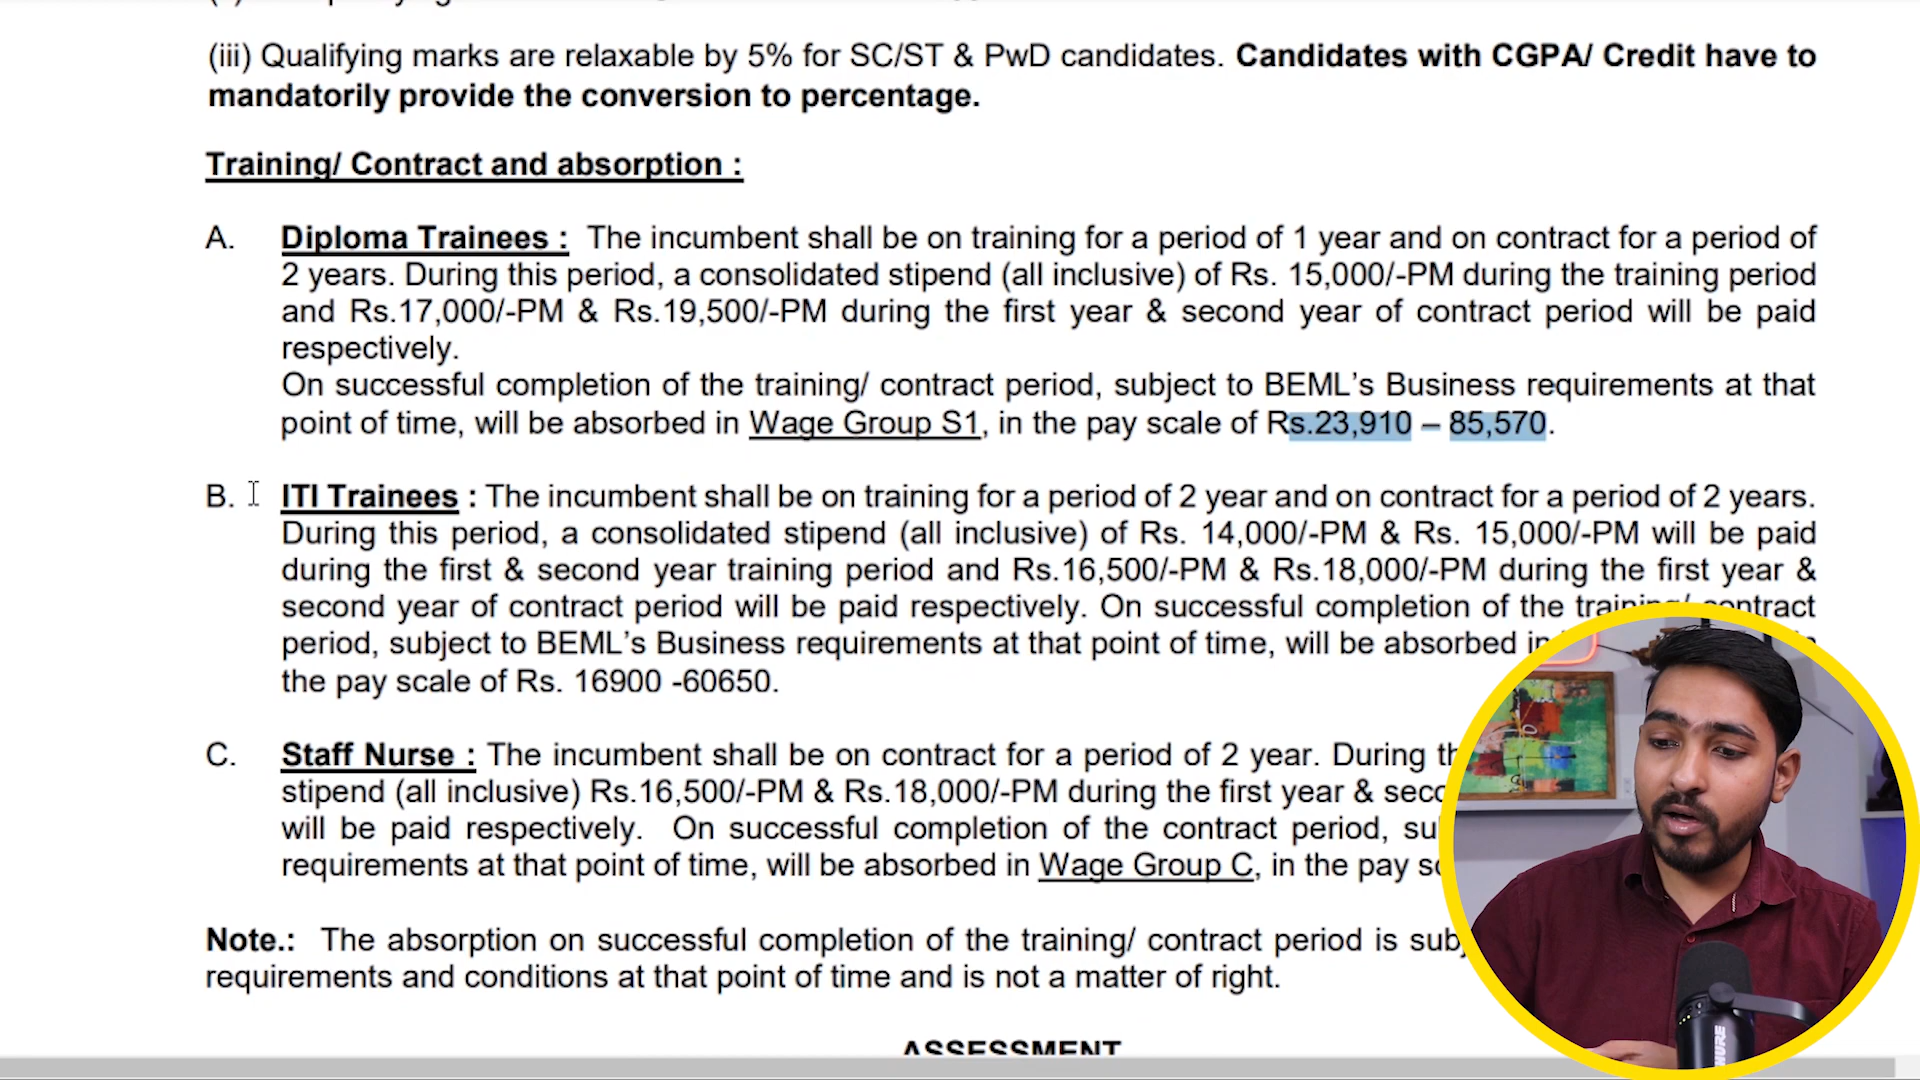 (iii) Qualifying marks are relaxable by 5% for SC/ST & PwD candidates. Candidates with CGPA/ Credit have to
mandatorily provide the conversion to percentage.
Training/ Contract and absorption :
A. Diploma Trainees : The incumbent shall be on training for a period of 1 year and on contract for a period of
2 years. During this period, a consolidated stipend (all inclusive) of Rs. 15,000/-PM during the training period
and Rs.17,000/-PM & Rs.19,500/-PM during the first year & second year of contract period will be paid
respectively.
On successful completion of the training/ contract period, subject to BEML’s Business requirements at that
point of time, will be absorbed in Wage Group S1, in the pay scale of Rs.23,910 – 85,570.
B. ITI Trainees : The incumbent shall be on training for a period of 2 year and on contract for a period of 2 years.
During this period, a consolidated stipend (all inclusive) of Rs. 14,000/-PM & Rs. 15,000/-PM will be paid
during the first & second year training period and Rs.16,500/-PM & Rs.18,000/-PM during the first year &
second year of contract period will be paid respectively. On successful completion of the training/ contract
period, subject to BEML’s Business requirements at that point of time, will be absorbed in
the pay scale of Rs. 16900 -60650.
C. Staff Nurse : The incumbent shall be on contract for a period of 2 year. During
stipend (all inclusive) Rs.16,500/-PM & Rs.18,000/-PM during the first year &
will be paid respectively. On successful completion of the contract period,
requirements at that point of time, will be absorbed in Wage Group C, in the pay
Note.: The absorption on successful completion of the training/ contract period is
requirements and conditions at that point of time and is not a matter of right.
ASSESSMENT